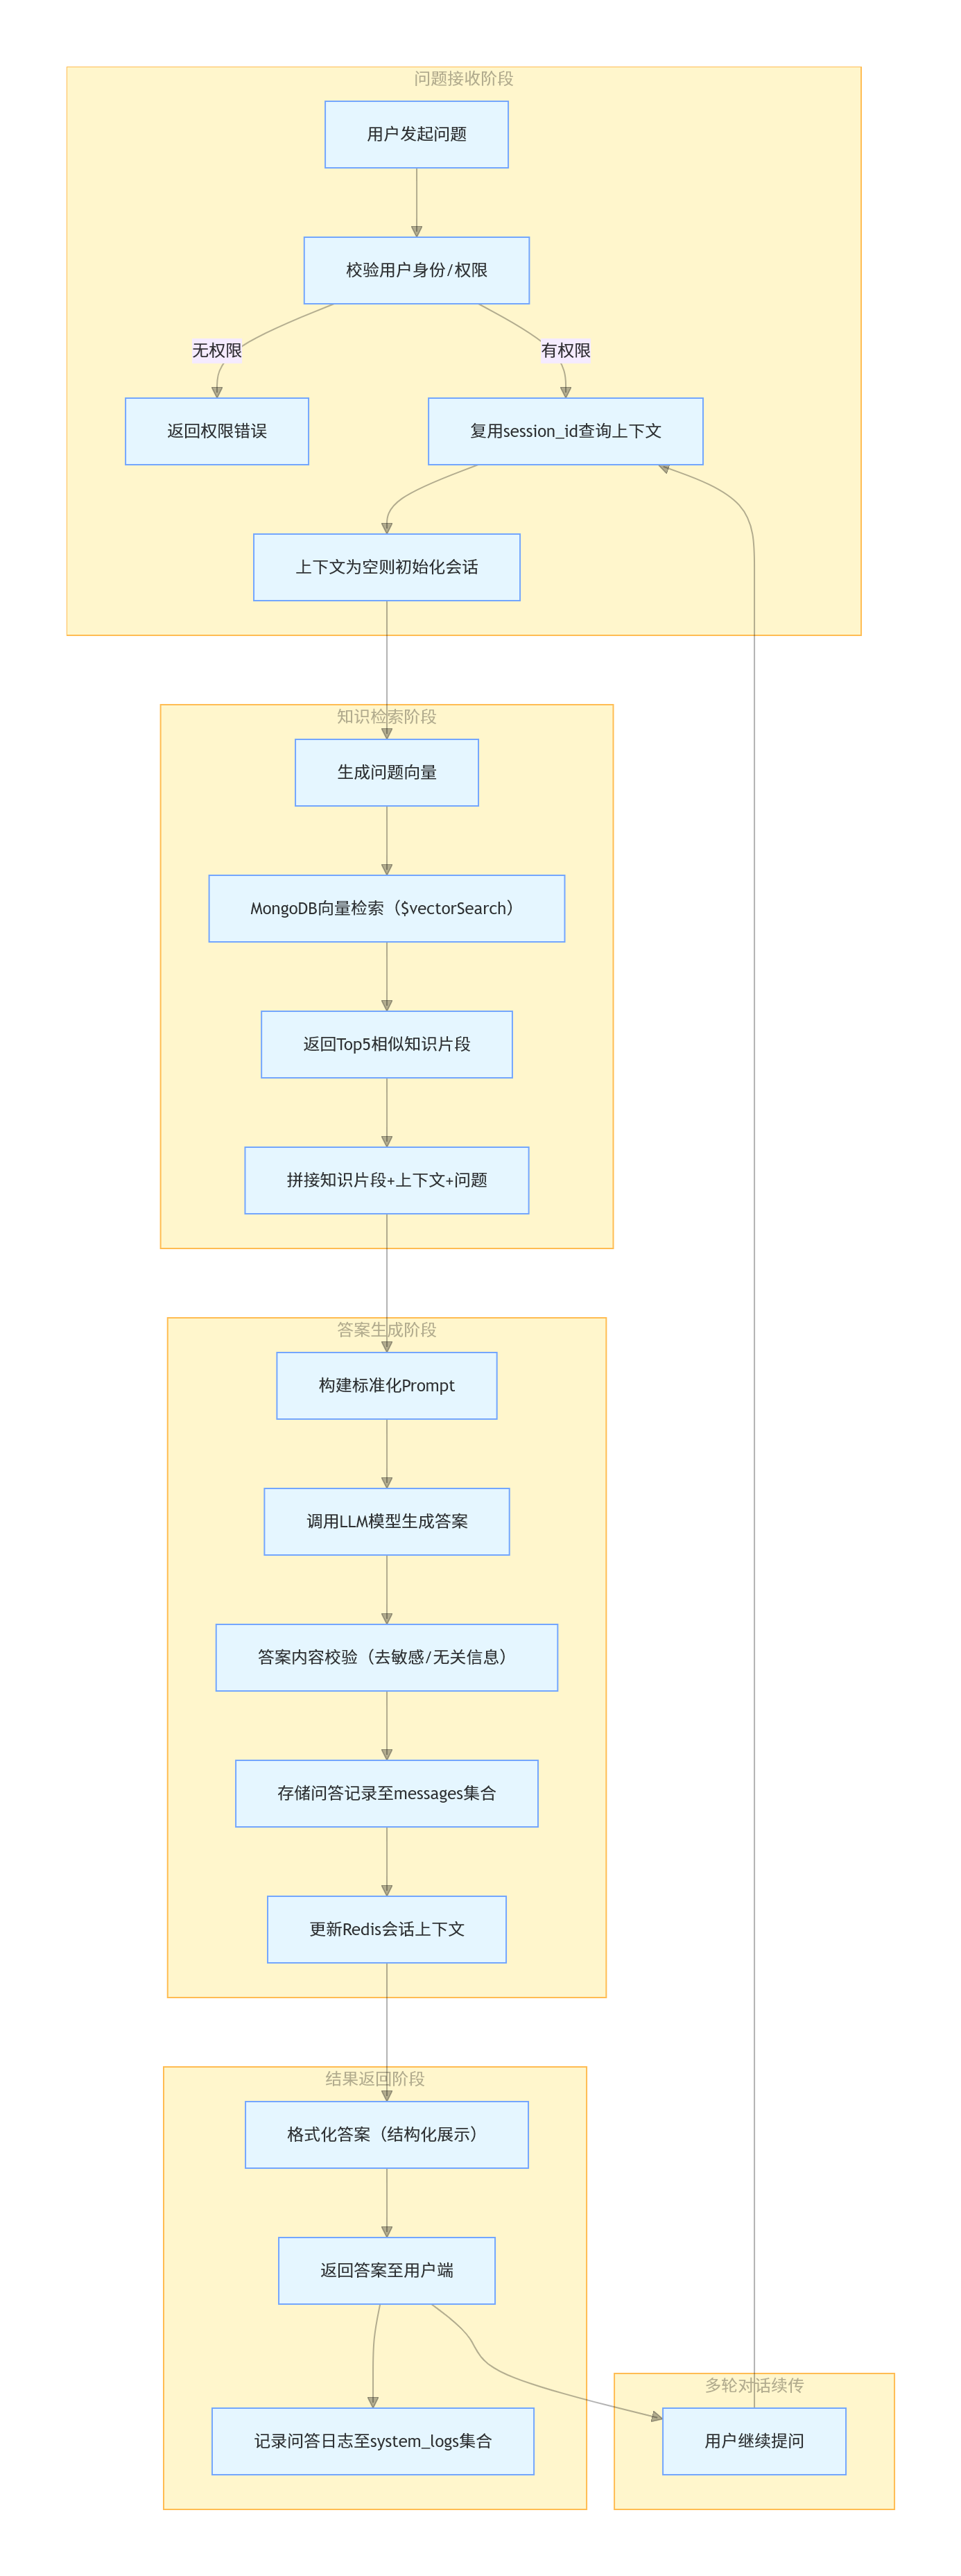 问题接收阶段
用户发起问题
校验用户身份/权限
无权限
有权限
返回权限错误
复用session_id查询上下文
上下文为空则初始化会话
知识检索阶段
生成问题向量
MongoDB向量检索（$vectorSearch）
返回Top5相似知识片段
拼接知识片段+上下文+问题
答案生成阶段
构建标准化Prompt
调用LLM模型生成答案
答案内容校验（去敏感/无关信息）
存储问答记录至messages集合
更新Redis会话上下文
结果返回阶段
格式化答案（结构化展示）
返回答案至用户端
多轮对话续传
记录问答日志至system_logs集合
用户继续提问